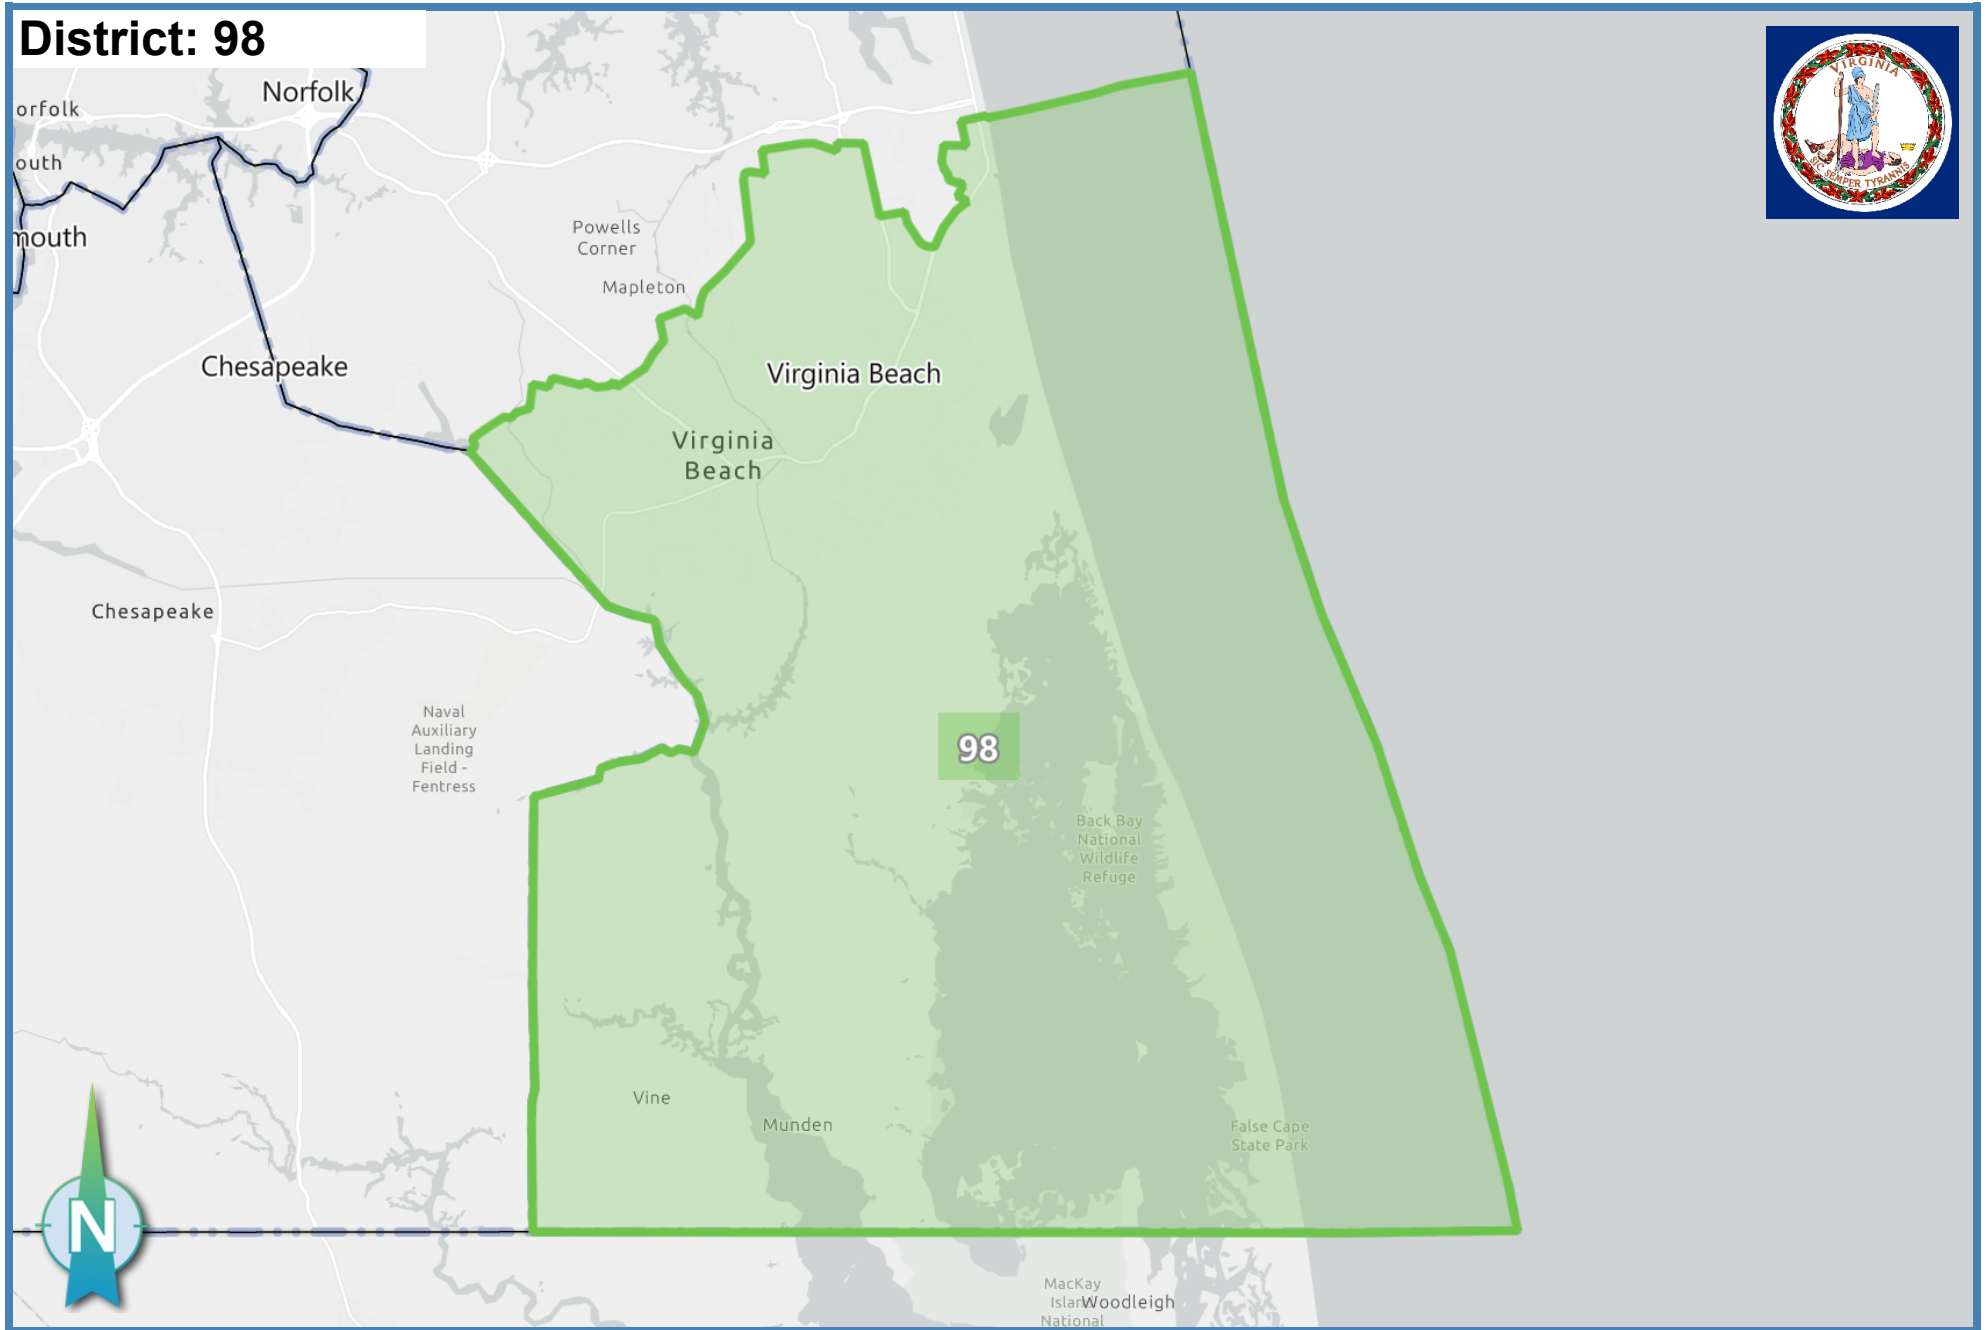 District: 98
VIRGINIA
SIC SEMPER TYRANNIS
Norfolk
orfolk
outh
mouth
Powells
Corner
Mapleton
Chesapeake
Virginia Beach
Virginia
Beach
Chesapeake
Naval
Auxiliary
Landing
Field -
Fentress
98
Back Bay
National
Wildlife
Refuge
Vine
Munden
False Cape
State Park
N
MacKay
Island
Woodleigh
National